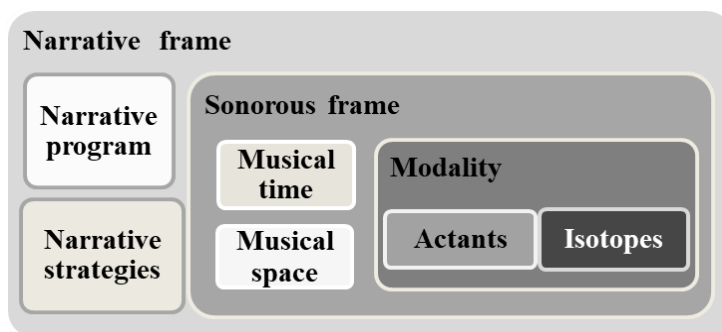 Narrative frame
Narrative
program
Narrative
strategies
Sonorous frame
Musical
time
Musical
space
Modality
Actants
Isotopes